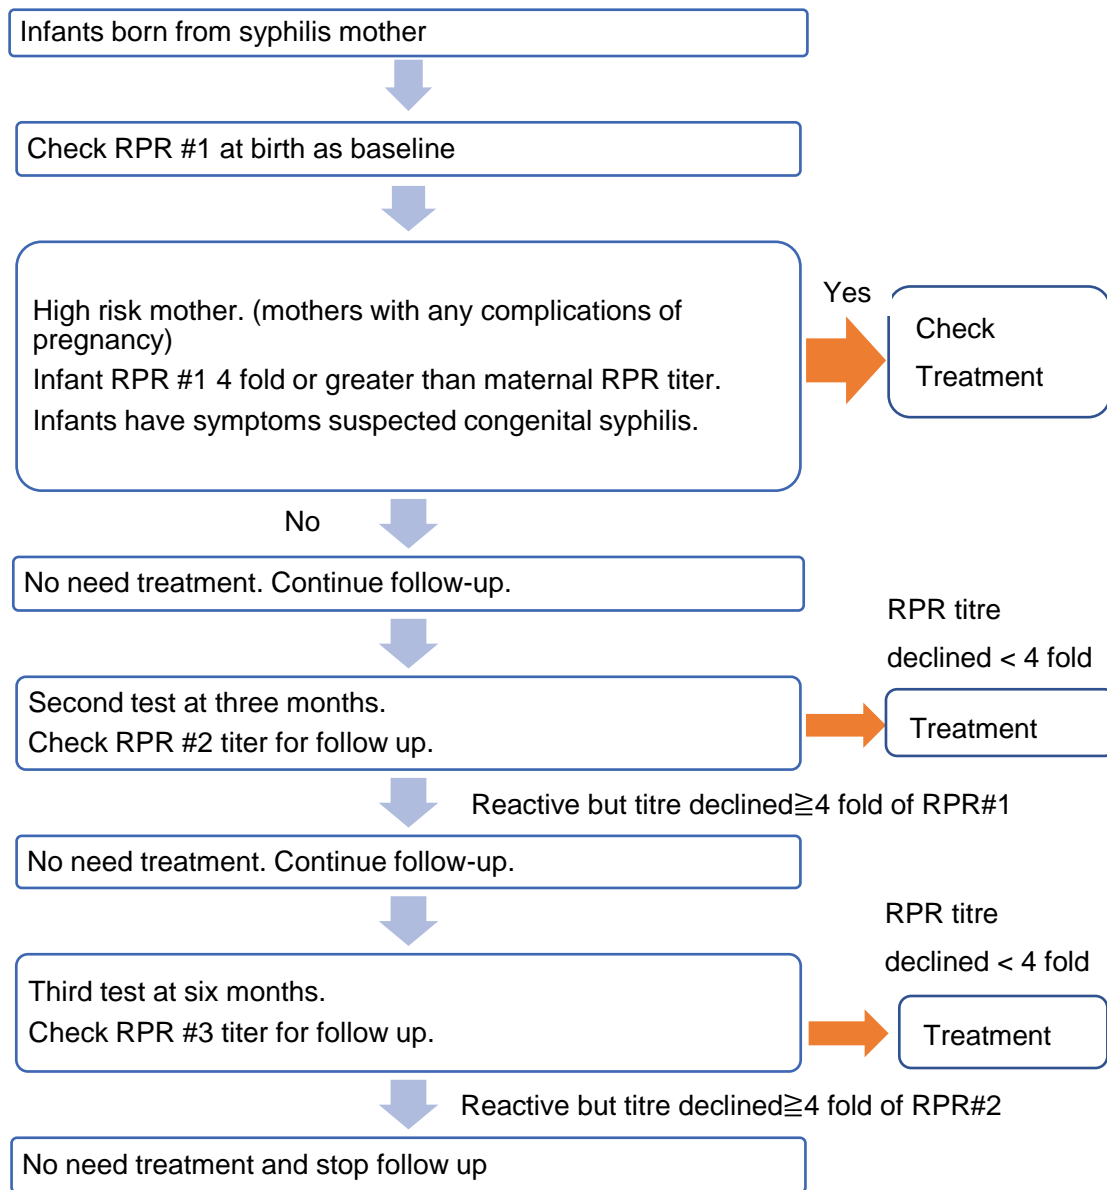 Infants born from syphilis mother
Check RPR #1 at birth as baseline
High risk mother. (mothers with any complications of
pregnancy)
Infant RPR #1 4 fold or greater than maternal RPR titer.
Infants have symptoms suspected congenital syphilis.
Yes
Check
Treatment
No
No need treatment. Continue follow-up.
RPR titre
declined < 4 fold
Second test at three months.
Check RPR #2 titer for follow up.
Treatment
Reactive but titre declined≧4 fold of RPR#1
No need treatment. Continue follow-up.
RPR titre
declined < 4 fold
Third test at six months.
Check RPR #3 titer for follow up.
Treatment
Reactive but titre declined≧4 fold of RPR#2
No need treatment and stop follow up